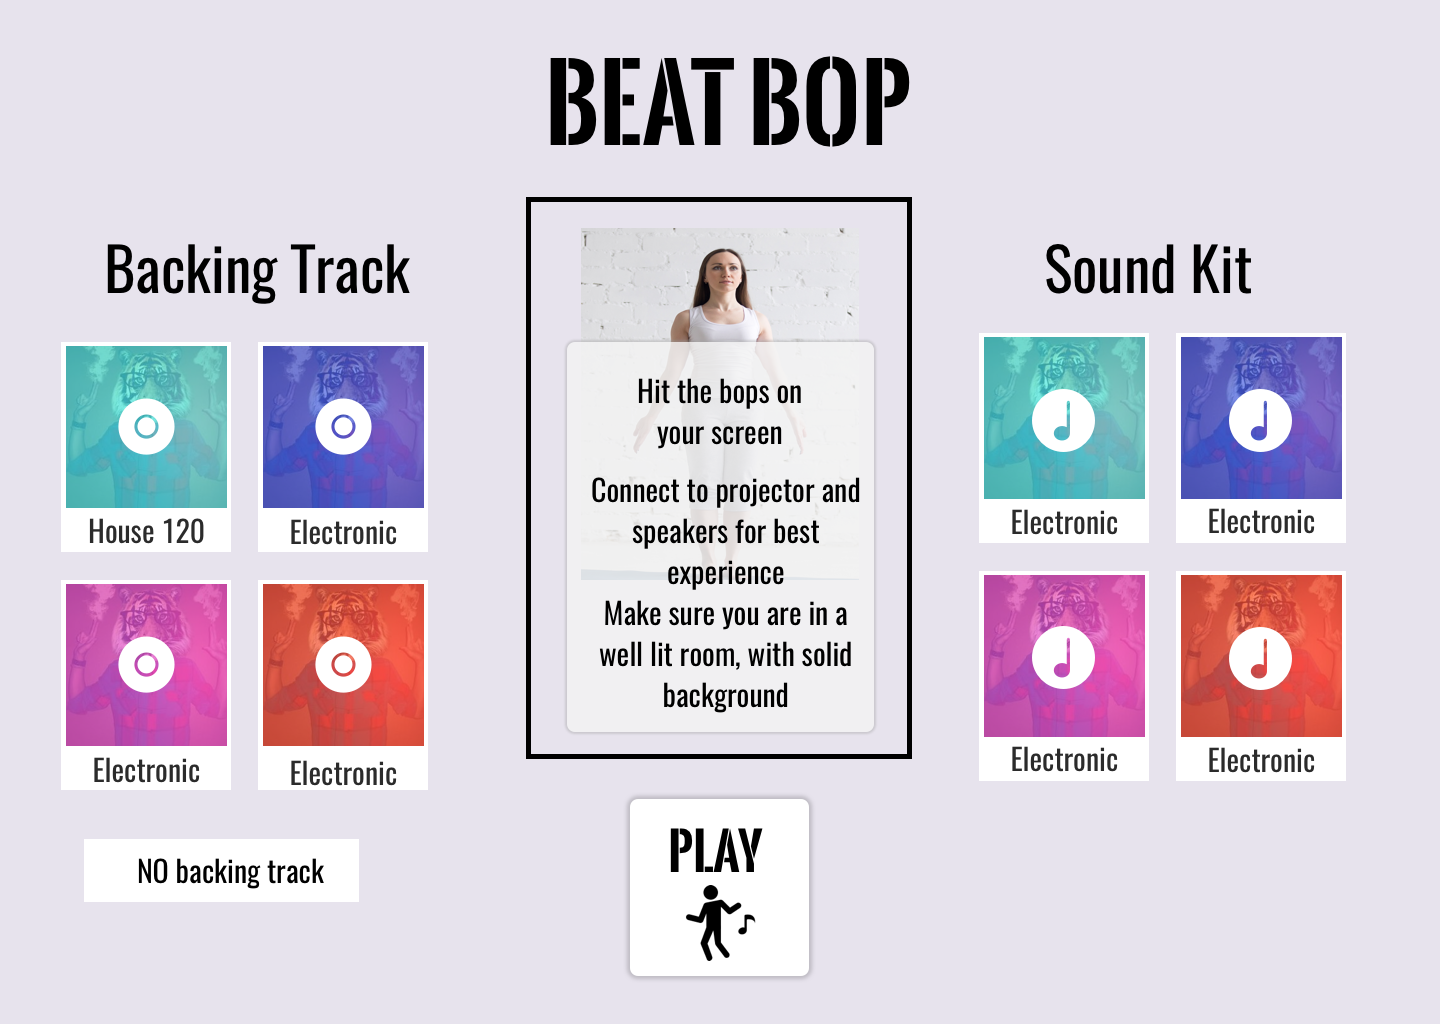 BEAT BOP
Backing Track
House 120
Electronic
Electronic
Electronic
NO backing track
Hit the bops on
your screen
Connect to projector and
speakers for best
experience
Make sure you are in a
well lit room, with solid
background
PLAY
Sound Kit
Electronic
Electronic
Electronic
Electronic